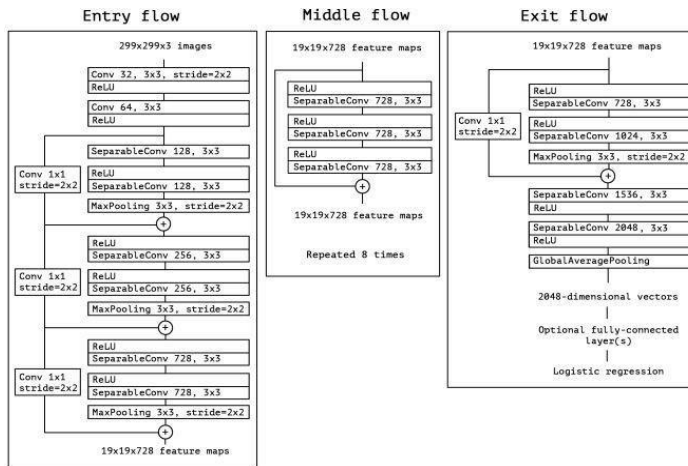 Entry flow
299x299x3 images
Conv 32, 3x3, stride=2x2
ReLU
Conv 64, 3x3
ReLU
Conv 1x1
stride=2x2
SeparableConv 128, 3x3
ReLU
SeparableConv 128, 3x3
MaxPooling 3x3, stride=2x2
+
Conv 1x1
stride=2x2
ReLU
SeparableConv 256, 3x3
ReLU
SeparableConv 256, 3x3
MaxPooling 3x3, stride=2x2
+
Conv 1x1
stride=2x2
ReLU
SeparableConv 728, 3x3
ReLU
SeparableConv 728, 3x3
MaxPooling 3x3, stride=2x2
+
19x19x728 feature maps
Middle flow
19x19x728 feature maps
ReLU
SeparableConv 728, 3x3
ReLU
SeparableConv 728, 3x3
ReLU
SeparableConv 728, 3x3
+
19x19x728 feature maps
Repeated 8 times
Exit flow
19x19x728 feature maps
Conv 1x1
stride=2x2
ReLU
SeparableConv 728, 3x3
ReLU
SeparableConv 1024, 3x3
MaxPooling 3x3, stride=2x2
+
SeparableConv 1536, 3x3
ReLU
SeparableConv 2048, 3x3
ReLU
GlobalAveragePooling
2048-dimensional vectors
Optional fully-connected
layer(s)
Logistic regression